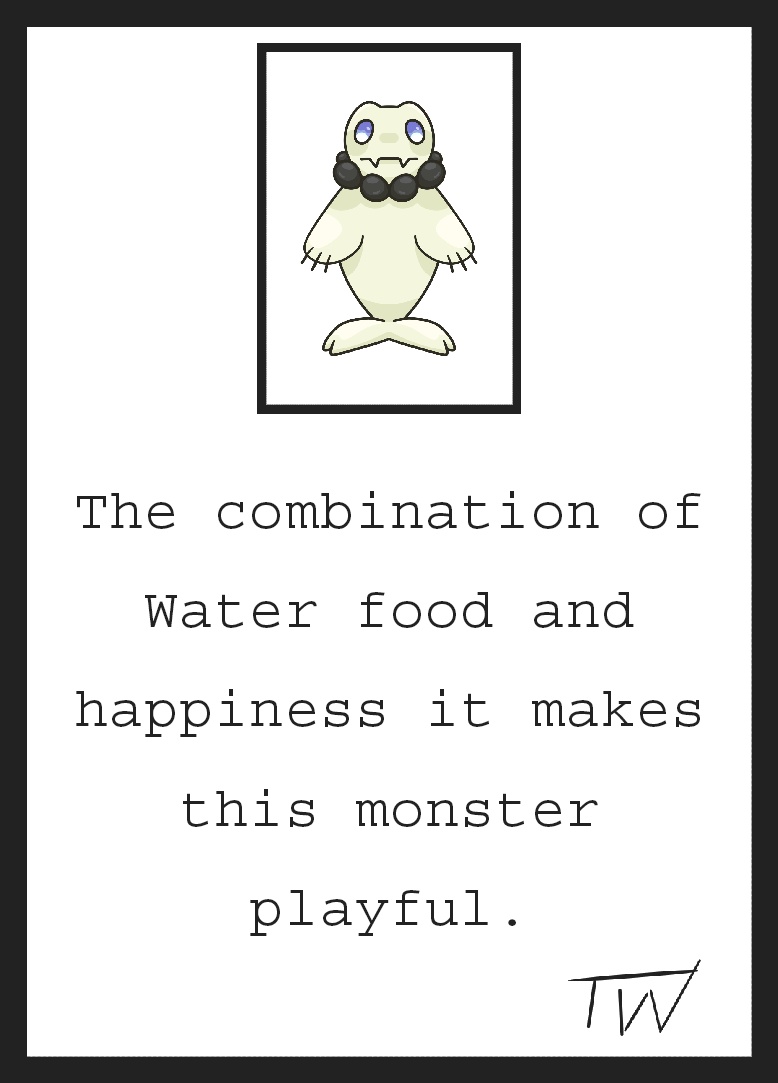 The combination of
Water food and
happiness it makes
this monster
playful.
TW